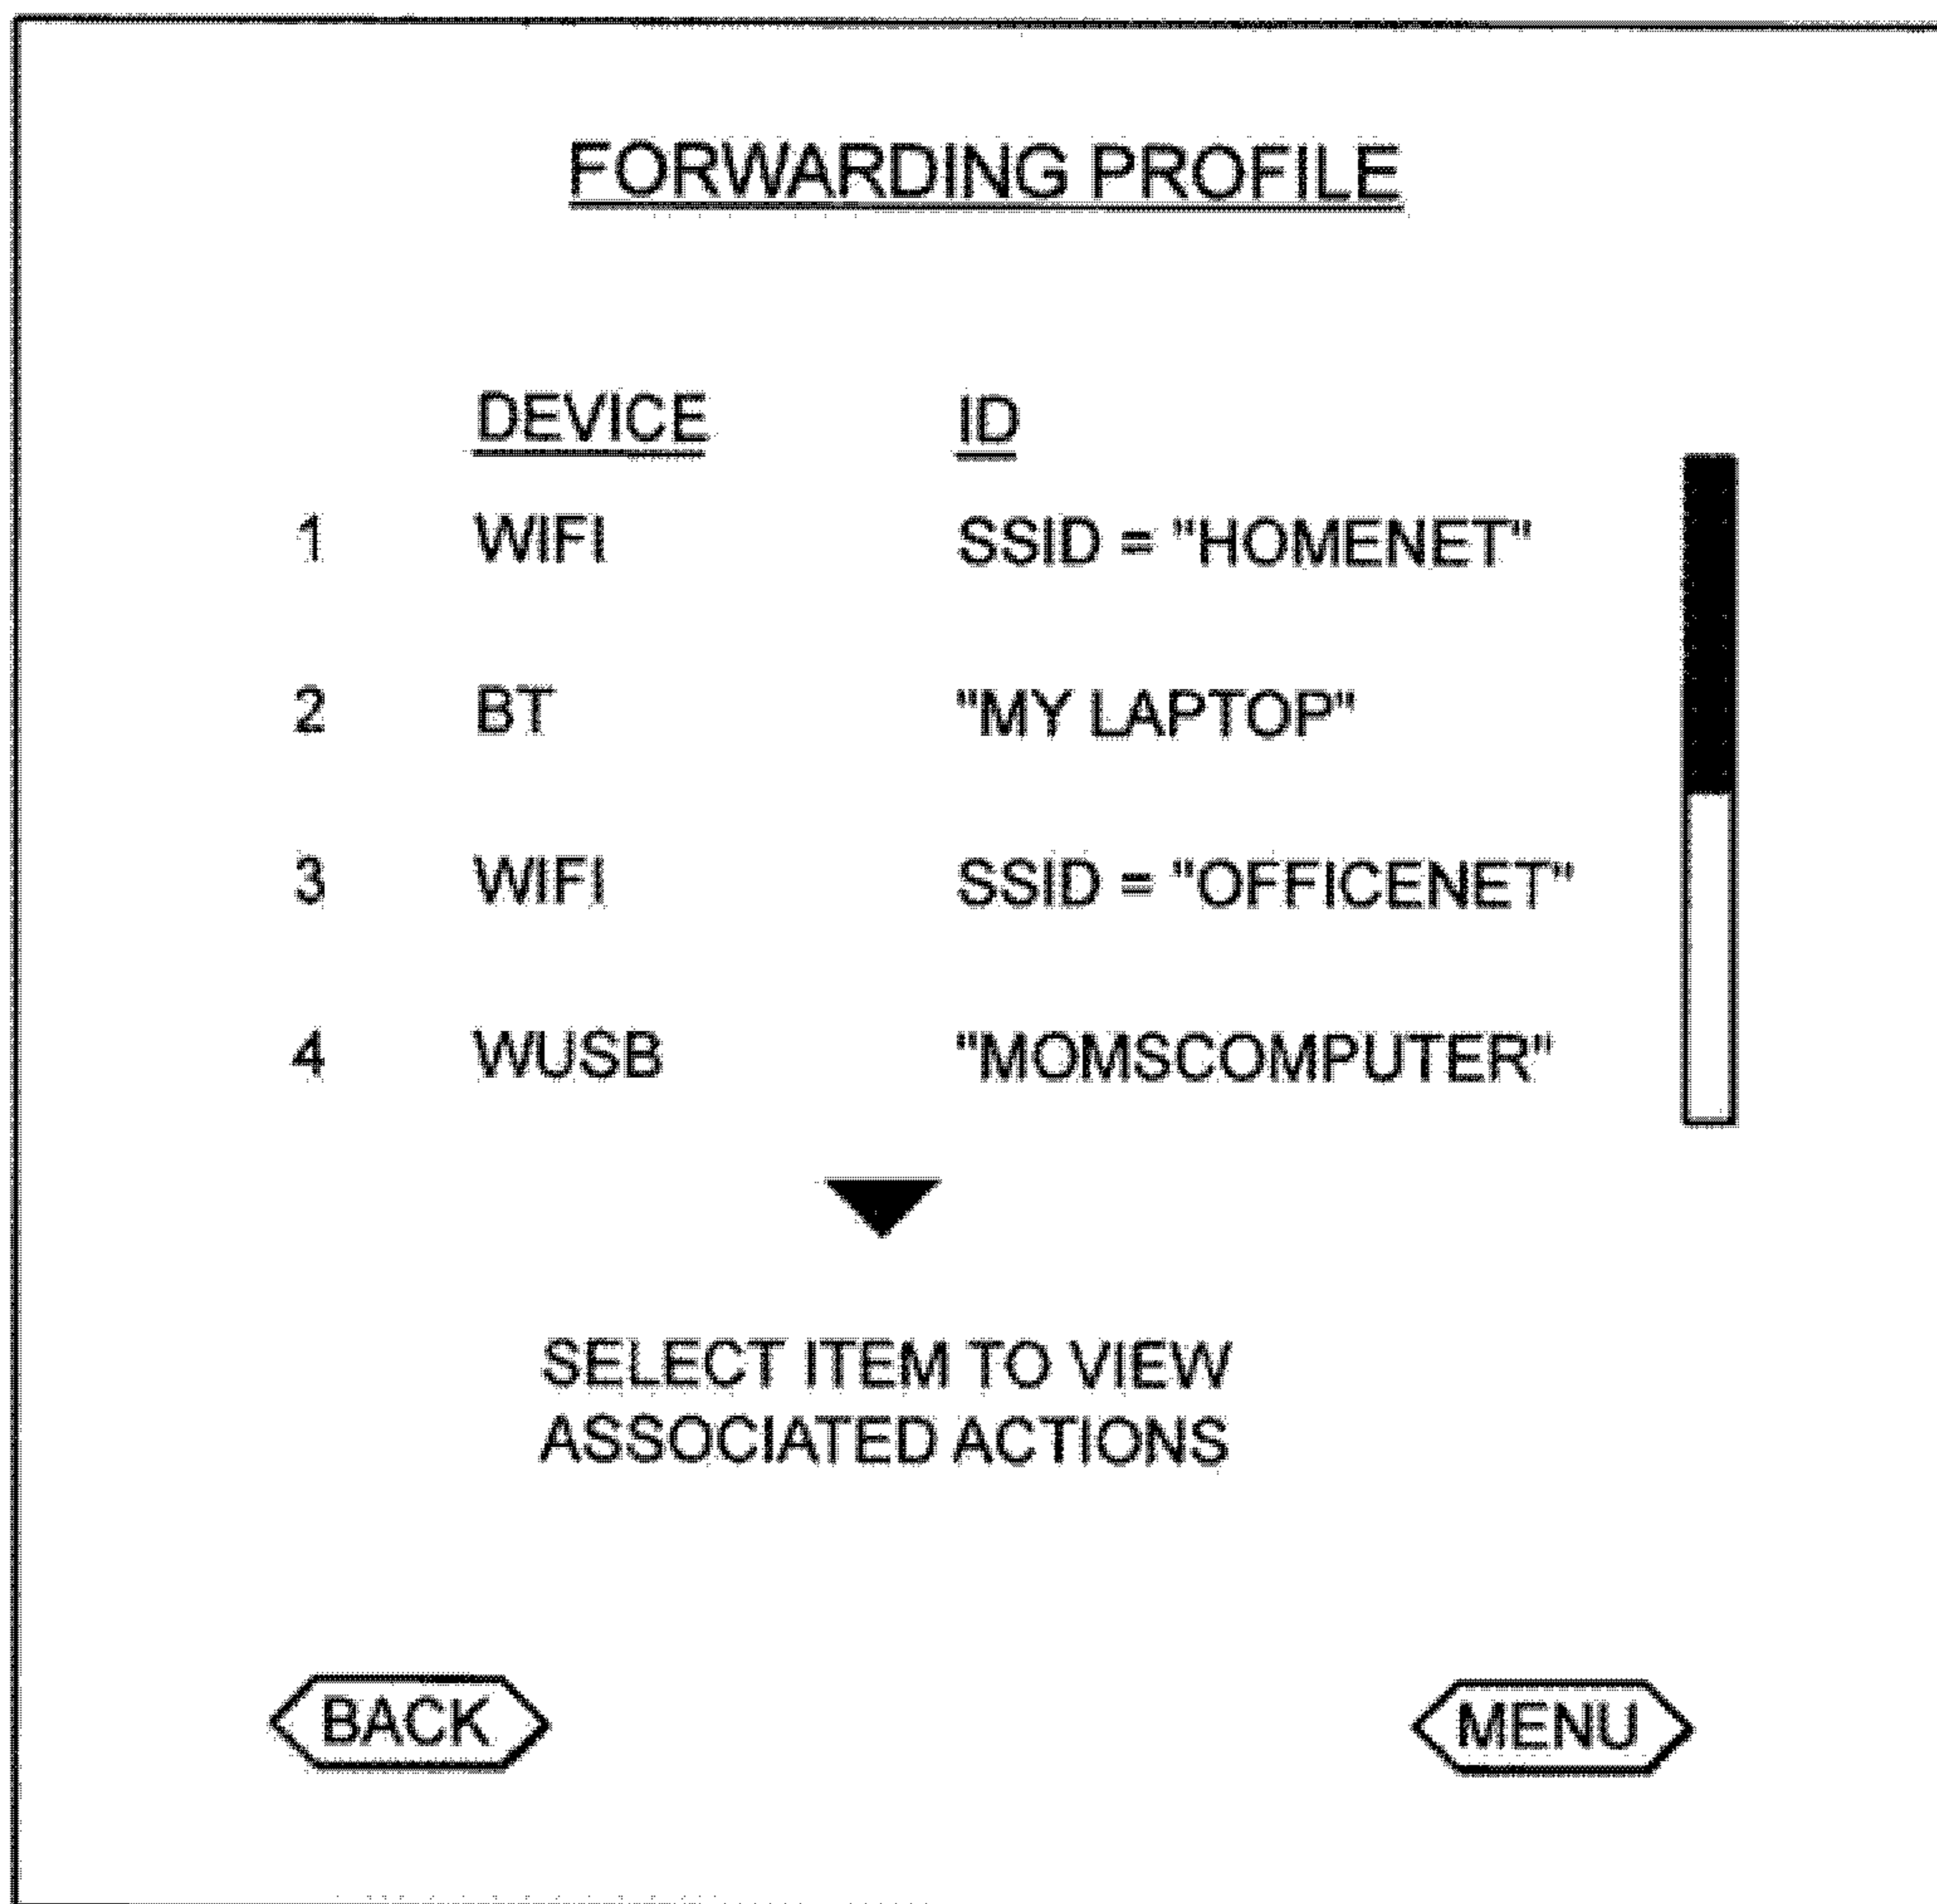 FORWARDING PROFILE
DEVICE ID
1 WIFI SSID = "HOMENET"
2 BT "MY LAPTOP"
3 WIFI SSID = "OFFICENET"
4 WUSB "MOMSCOMPUTER"
SELECT ITEM TO VIEW
ASSOCIATED ACTIONS
BACK MENU